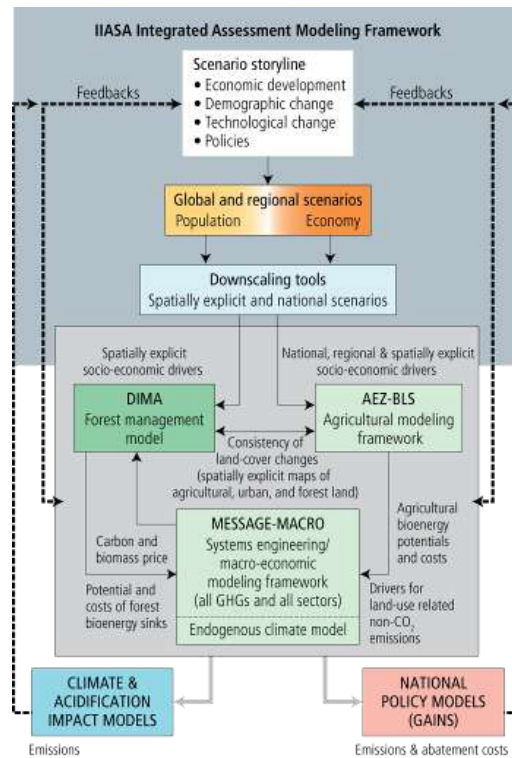 IIASA Integrated Assessment Modeling Framework
Scenario storyline
• Economic development
• Demographic change
• Technological change
• Policies
Feedbacks
Feedbacks
Global and regional scenarios
Population
Economy
Downscaling tools
Spatially explicit and national scenarios
Spatially explicit
socio-economic drivers
National, regional & spatially explicit
socio-economic drivers
DIMA
Forest management
model
AEZ-BLS
Agricultural modeling
framework
Consistency of
land-cover changes
(spatially explicit maps of
agricultural, urban, and forest land)
Carbon and
biomass price
Potential and
costs of forest
bioenergy sinks
MESSAGE-MACRO
Systems engineering/
macro-economic
modeling framework
(all GHGs and all sectors)
Endogenous climate model
Agricultural
bioenergy
potentials
and costs
Drivers for
land-use related
non-CO₂
emissions
CLIMATE &
ACIDIFICATION
IMPACT MODELS
Emissions
NATIONAL
POLICY MODELS
(GAINS)
Emissions & abatement costs